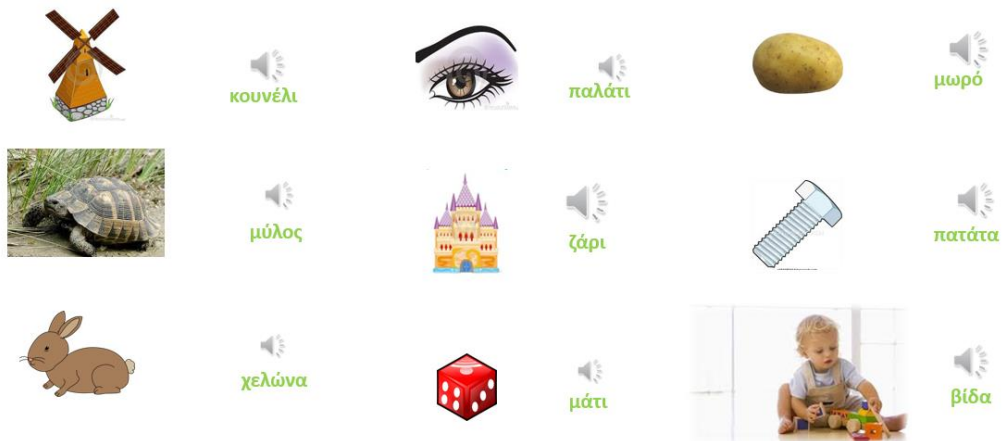 κουνέλι
παλάτι
μωρό
μύλος
ζάρι
πατάτα
χελώνα
μάτι
βίδα